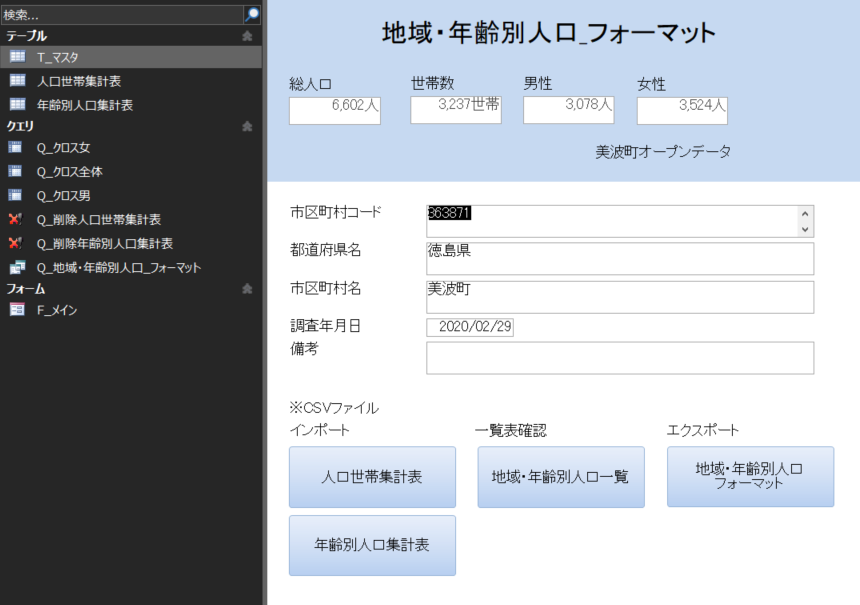 検索...
テーブル
T_マスタ
人口世帯集計表
年齢別人口集計表
クエリ
Q_クロス女
Q_クロス全体
Q_クロス男
Q_削除人口世帯集計表
Q_削除年齢別人口集計表
Q_地域・年齢別人口_フォーマット
フォーム
F_メイン
地域・年齢別人口_フォーマット
総人口 世帯数 男性 女性
6,602人 3,237世帯 3,078人 3,524人
美波町オープンデータ
市区町村コード 363871
都道府県名 徳島県
市区町村名 美波町
調査年月日 2020/02/29
備考
※CSVファイル
インポート 一覧表確認 エクスポート
人口世帯集計表 地域・年齢別人口一覧 地域・年齢別人口
フォーマット
年齢別人口集計表